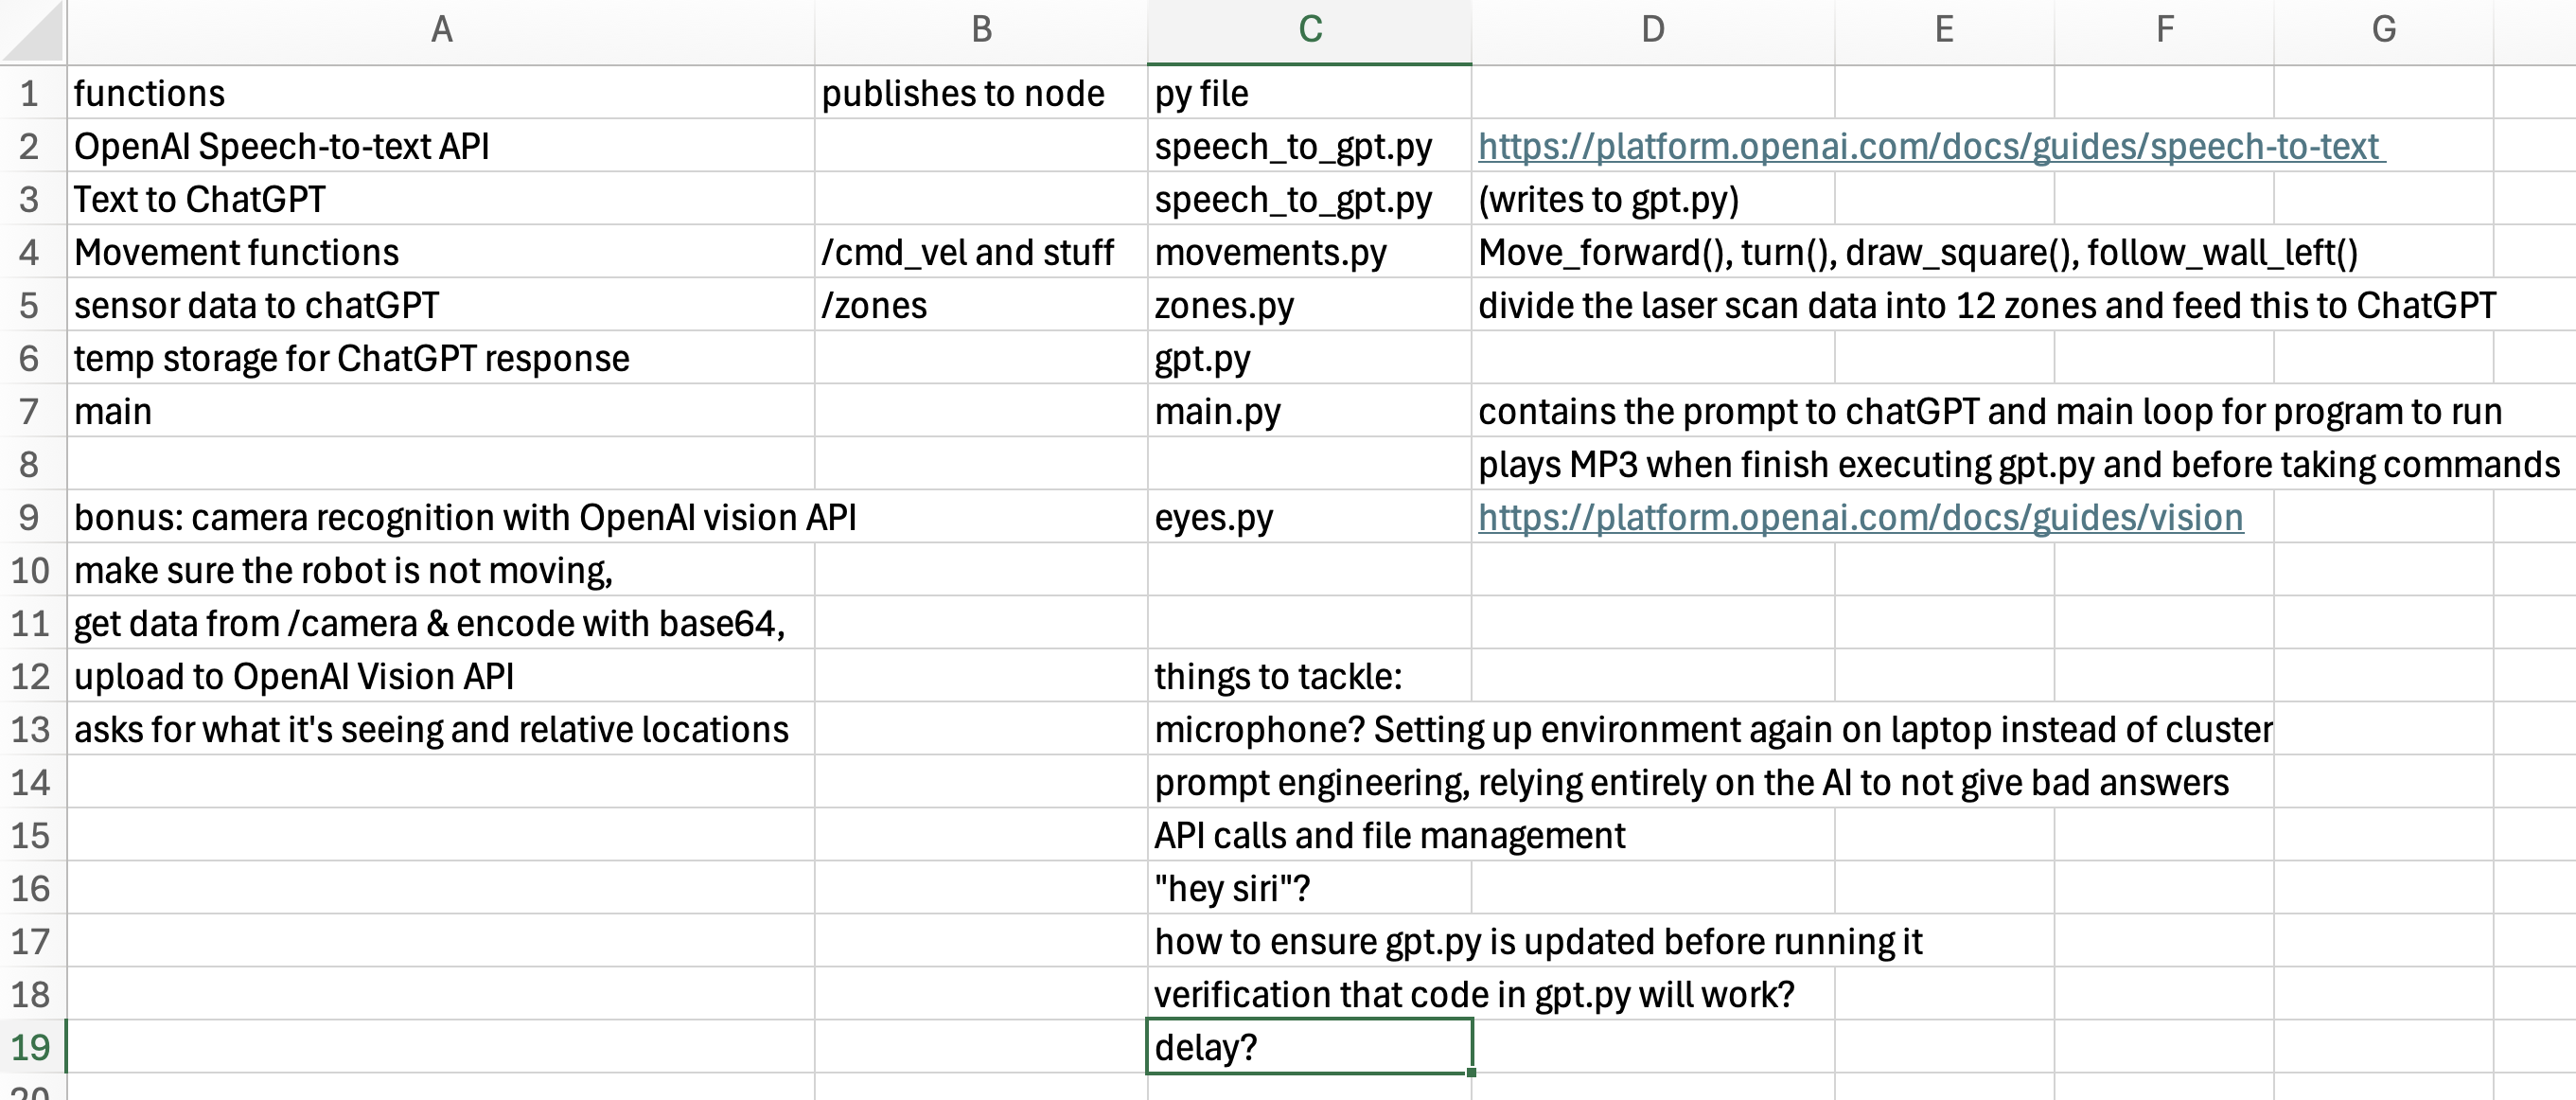 A B C D E F G
1 functions publishes to node py file
2 OpenAI Speech-to-text API speech_to_gpt.py https://platform.openai.com/docs/guides/speech-to-text
3 Text to ChatGPT speech_to_gpt.py (writes to gpt.py)
4 Movement functions /cmd_vel and stuff movements.py Move_forward(), turn(), draw_square(), follow_wall_left()
5 sensor data to chatGPT /zones zones.py divide the laser scan data into 12 zones and feed this to ChatGPT
6 temp storage for ChatGPT response gpt.py
7 main main.py contains the prompt to chatGPT and main loop for program to run
8 plays MP3 when finish executing gpt.py and before taking commands
9 bonus: camera recognition with OpenAI vision API eyes.py https://platform.openai.com/docs/guides/vision
10 make sure the robot is not moving,
11 get data from /camera & encode with base64,
12 upload to OpenAI Vision API things to tackle:
13 asks for what it's seeing and relative locations microphone? Setting up environment again on laptop instead of cluster
14 prompt engineering, relying entirely on the AI to not give bad answers
15 API calls and file management
16 "hey siri"?
17 how to ensure gpt.py is updated before running it
18 verification that code in gpt.py will work?
19 delay?
20